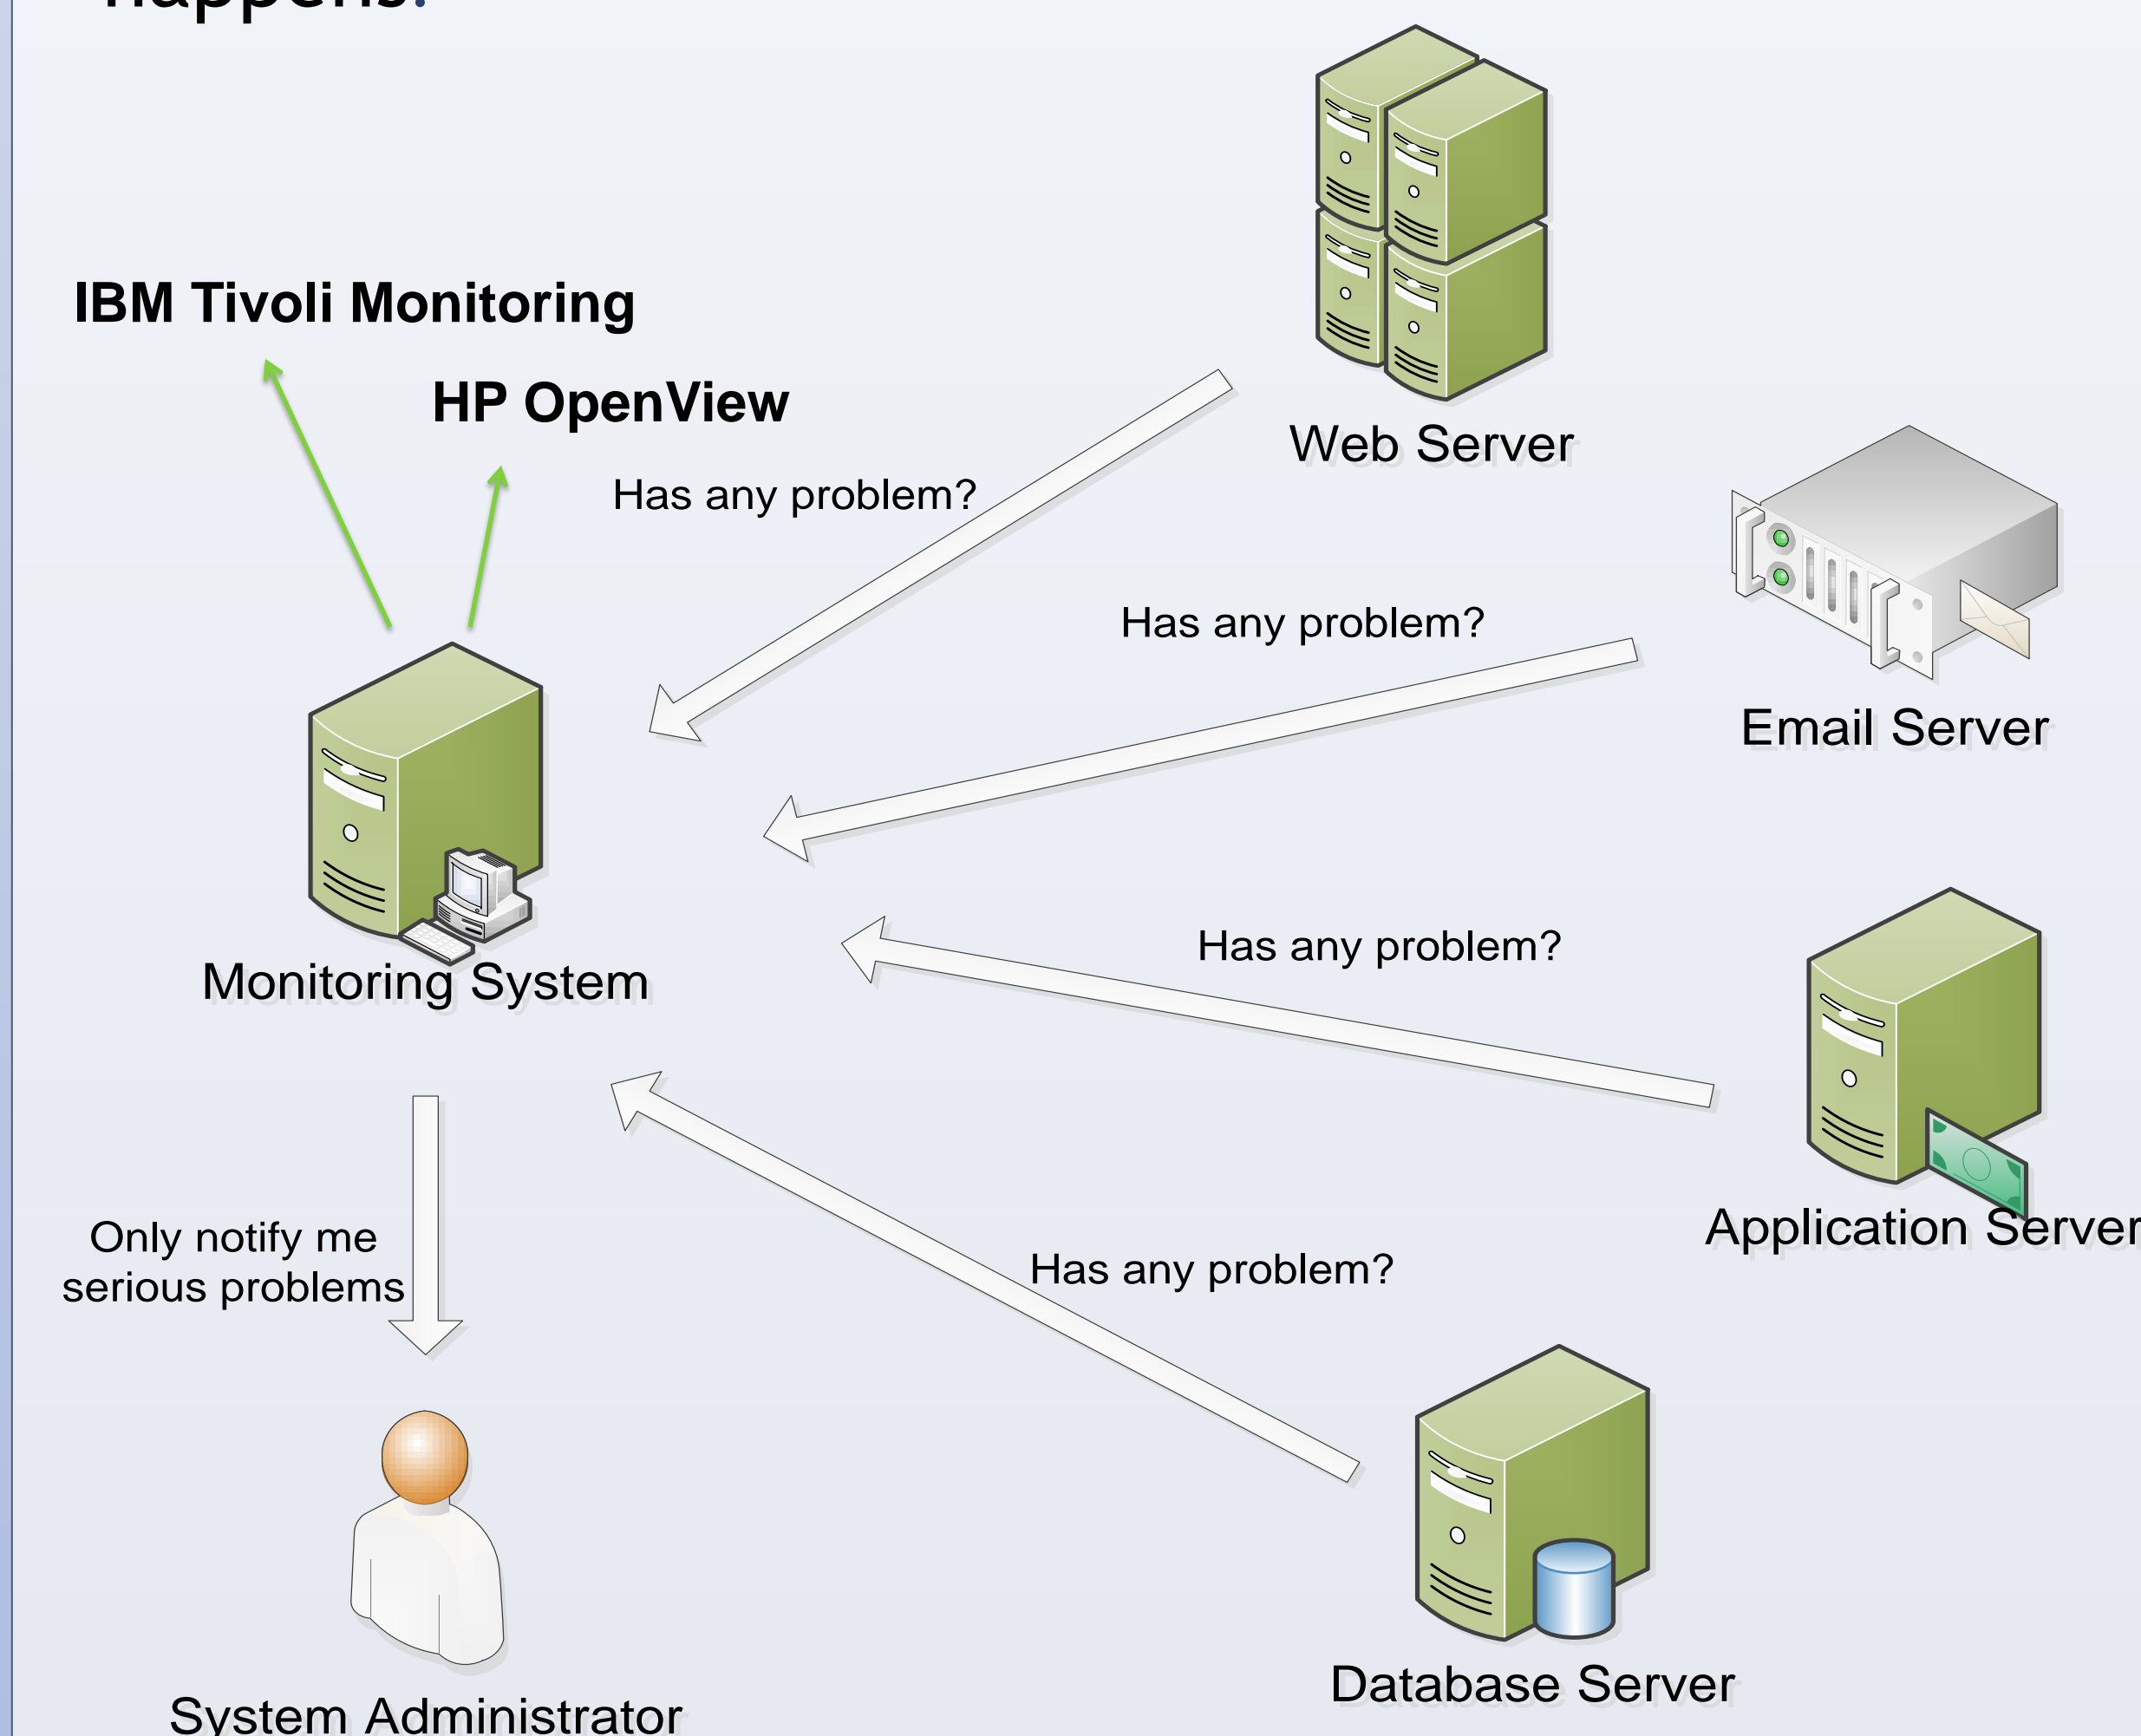 happens.
IBM Tivoli Monitoring
HP OpenView
Has any problem?
Web Server
Has any problem?
Email Server
Monitoring System
Has any problem?
Application Server
Only notify me
serious problems
Has any problem?
Database Server
System Administrator